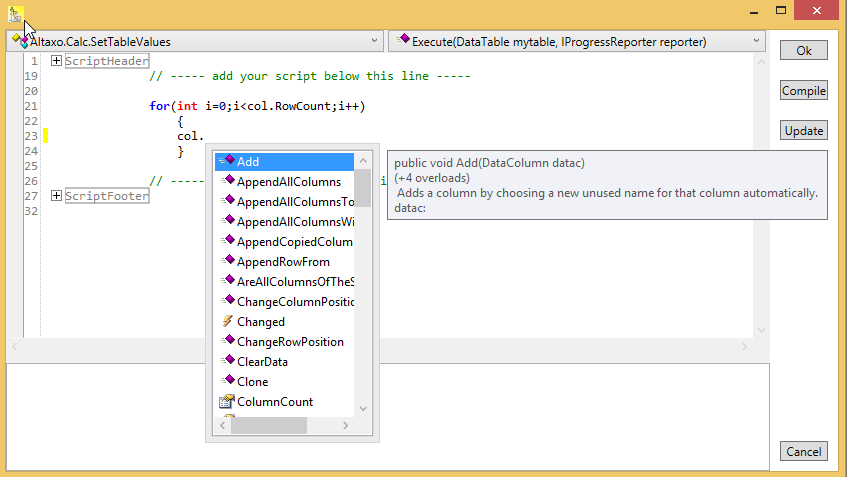 Altaxo.Calc.SetTableValues
Execute(DataTable mytable, IProgressReporter reporter)
Ok
Compile
Update
Cancel
1 ScriptHeader
19 // ----- add your script below this line -----
20
21 for(int i=0;i<col.RowCount;i++)
22 {
23 col.
24 }
25
26 // -----
27 ScriptFooter
32
Add
AppendAllColumns
AppendAllColumnsTo
AppendAllColumnsWi
AppendCopiedColum
AppendRowFrom
AreAllColumnsOfTheS
ChangeColumnPositic
Changed
ChangeRowPosition
ClearData
Clone
ColumnCount
public void Add(DataColumn datac)
(+4 overloads)
Adds a column by choosing a new unused name for that column automatically.
datac: